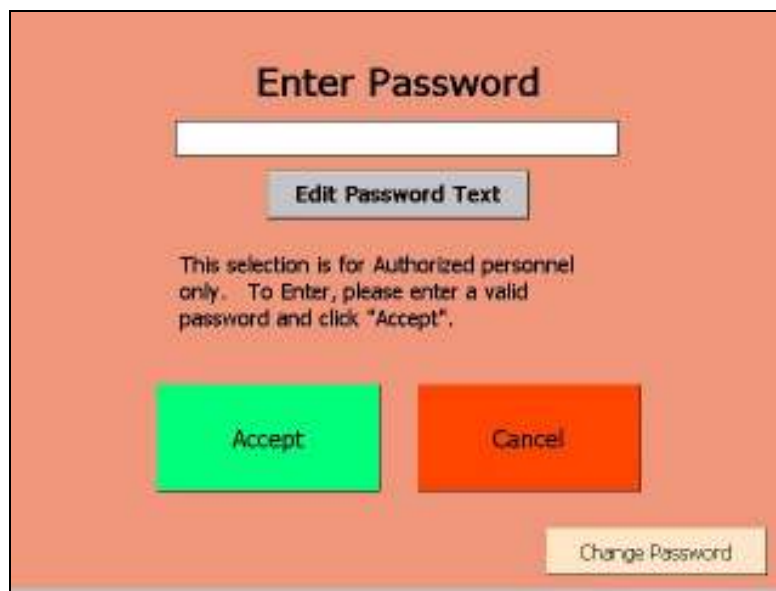 Enter Password
Edit Password Text
This selection is for Authorized personnel
only. To Enter, please enter a valid
password and click "Accept".
Accept
Cancel
Change Password